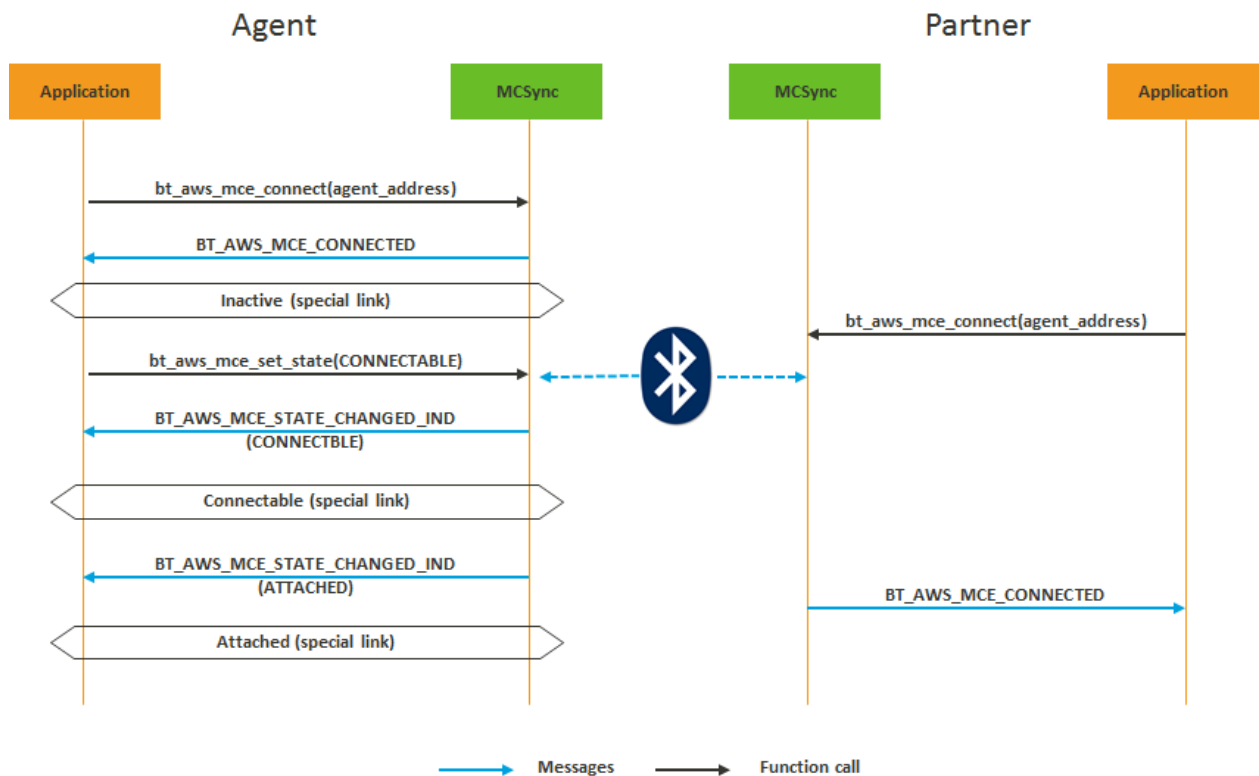 Agent
Partner
Application
MCSync
MCSync
Application
bt_aws_mce_connect(agent_address)
BT_AWS_MCE_CONNECTED
Inactive (special link)
bt_aws_mce_connect(agent_address)
bt_aws_mce_set_state(CONNECTABLE)
BT_AWS_MCE_STATE_CHANGED_IND
(CONNECTBLE)
Connectable (special link)
BT_AWS_MCE_STATE_CHANGED_IND
(ATTACHED)
BT_AWS_MCE_CONNECTED
Attached (special link)
Messages
Function call